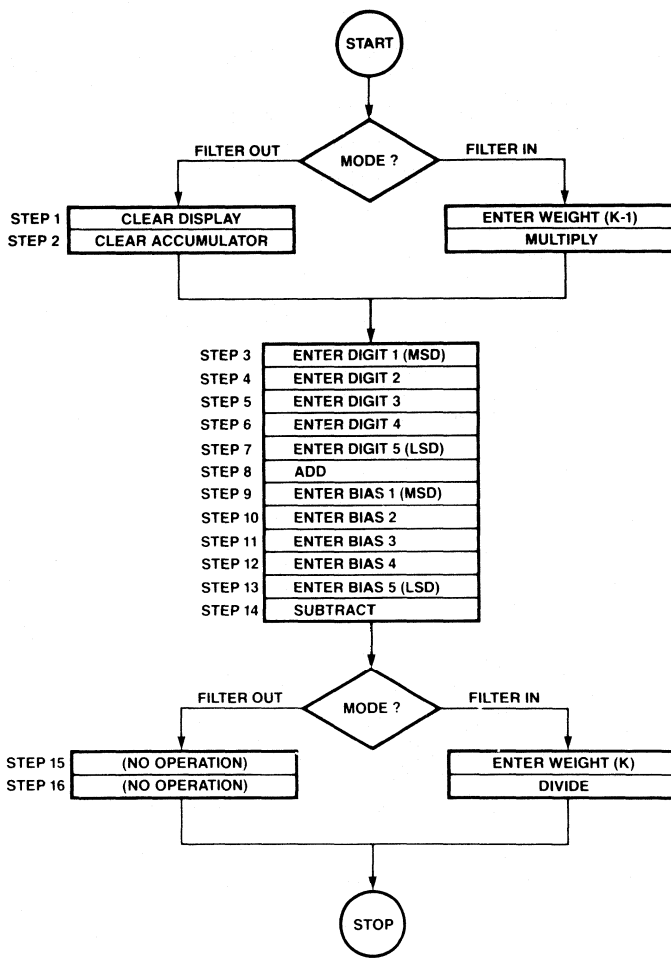 START
MODE ?
FILTER OUT
FILTER IN
STEP 1 CLEAR DISPLAY
STEP 2 CLEAR ACCUMULATOR
ENTER WEIGHT (K-1)
MULTIPLY
STEP 3 ENTER DIGIT 1 (MSD)
STEP 4 ENTER DIGIT 2
STEP 5 ENTER DIGIT 3
STEP 6 ENTER DIGIT 4
STEP 7 ENTER DIGIT 5 (LSD)
STEP 8 ADD
STEP 9 ENTER BIAS 1 (MSD)
STEP 10 ENTER BIAS 2
STEP 11 ENTER BIAS 3
STEP 12 ENTER BIAS 4
STEP 13 ENTER BIAS 5 (LSD)
STEP 14 SUBTRACT
MODE ?
FILTER OUT
FILTER IN
STEP 15 (NO OPERATION)
STEP 16 (NO OPERATION)
ENTER WEIGHT (K)
DIVIDE
STOP